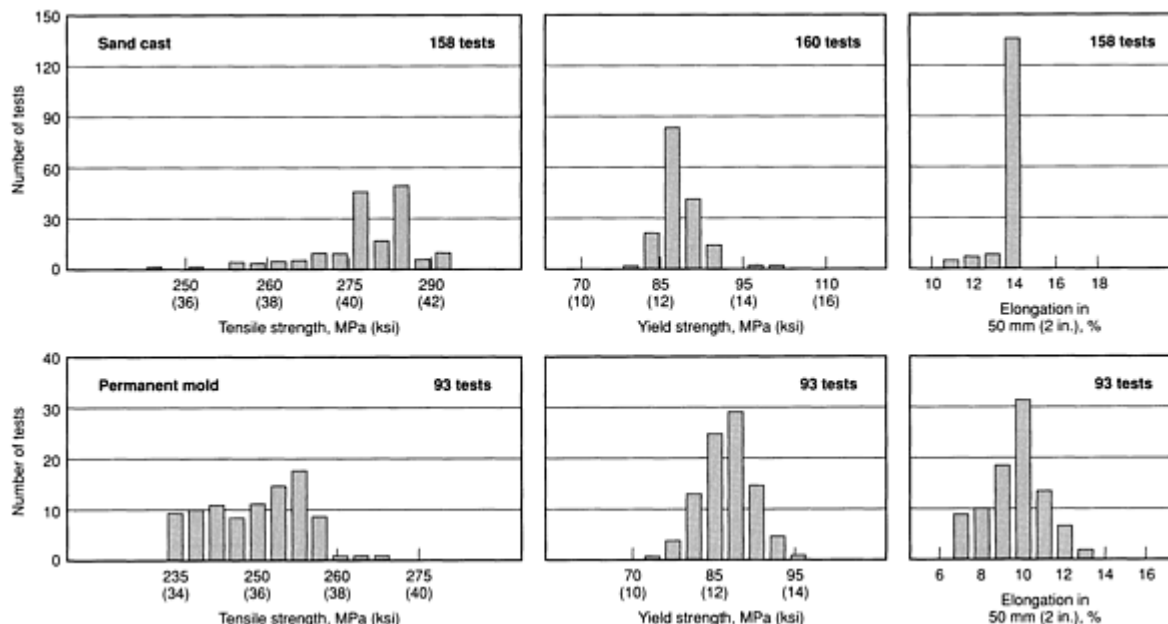 Number of tests
150
120
90
60
30
0
Sand cast 158 tests
250 260 275 290
(36) (38) (40) (42)
Tensile strength, MPa (ksi)
160 tests
70 85 95 110
(10) (12) (14) (16)
Yield strength, MPa (ksi)
158 tests
10 12 14 16 18
Elongation in
50 mm (2 in.), %
Number of tests
40
30
20
10
0
Permanent mold 93 tests
235 250 260 275
(34) (36) (38) (40)
Tensile strength, MPa (ksi)
93 tests
70 85 95
(10) (12) (14)
Yield strength, MPa (ksi)
93 tests
6 8 10 12 14 16
Elongation in
50 mm (2 in.), %